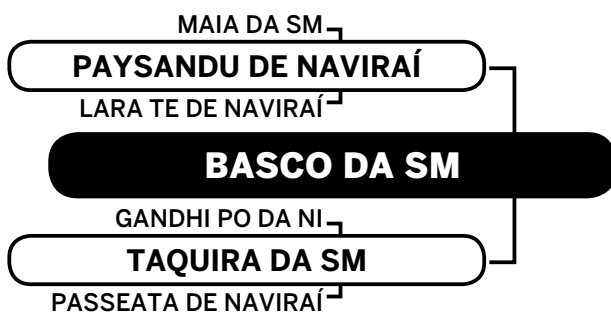 MAIA DA SM
PAYSANDU DE NAVIRAÍ
LARA TE DE NAVIRAÍ
BASCO DA SM
GANDHI PO DA NI
TAQUIRA DA SM
PASSEATA DE NAVIRAÍ